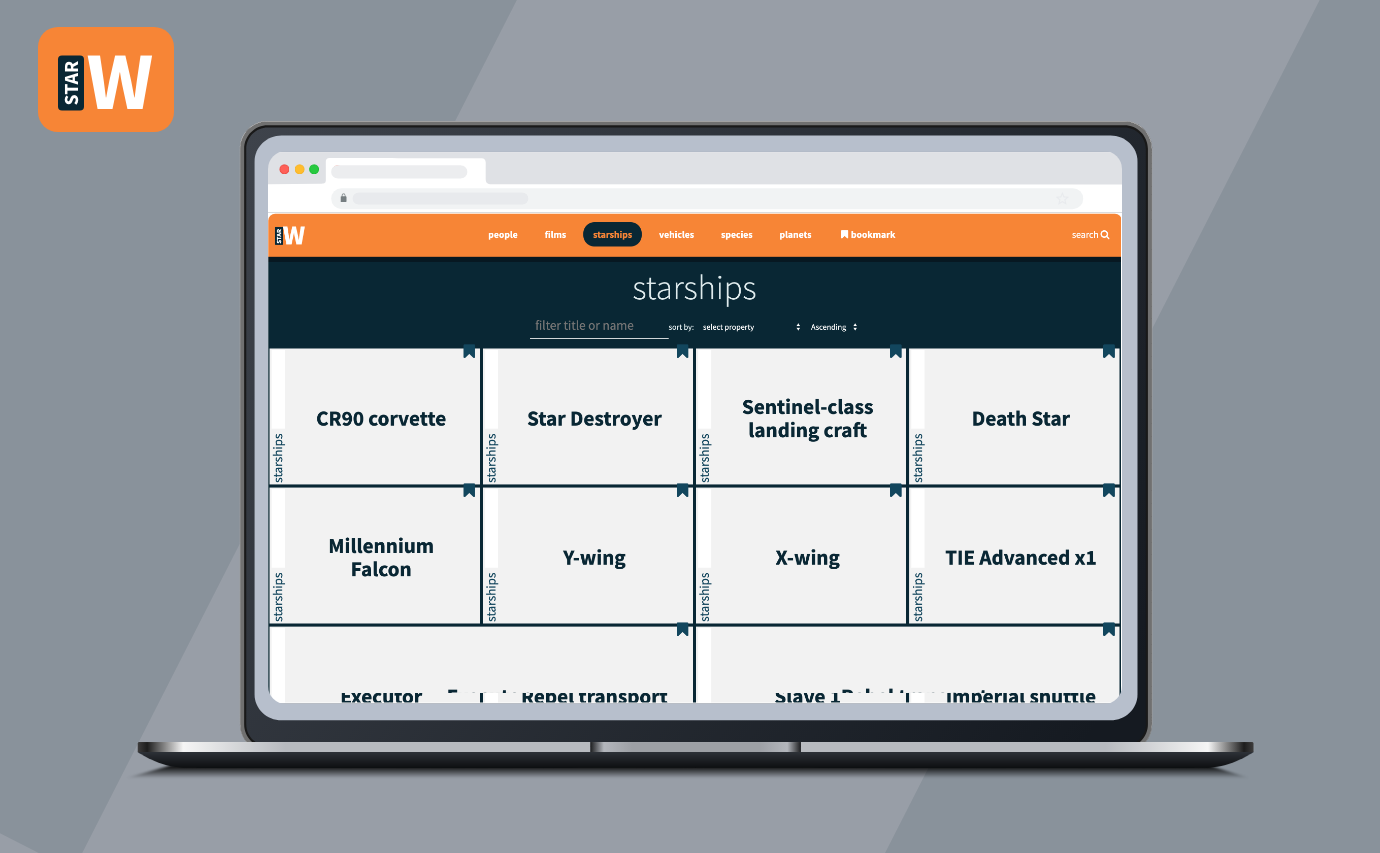 STAR W
STAR W
people films starships vehicles species planets bookmark search
starships
filter title or name sort by: select property Ascending
CR90 corvette
starships
Star Destroyer
starships
Sentinel-class
landing craft
starships
Death Star
starships
Millennium
Falcon
starships
Y-wing
starships
X-wing
starships
TIE Advanced x1
starships
Executor Rebel transport Slave 1 Imperial shuttle